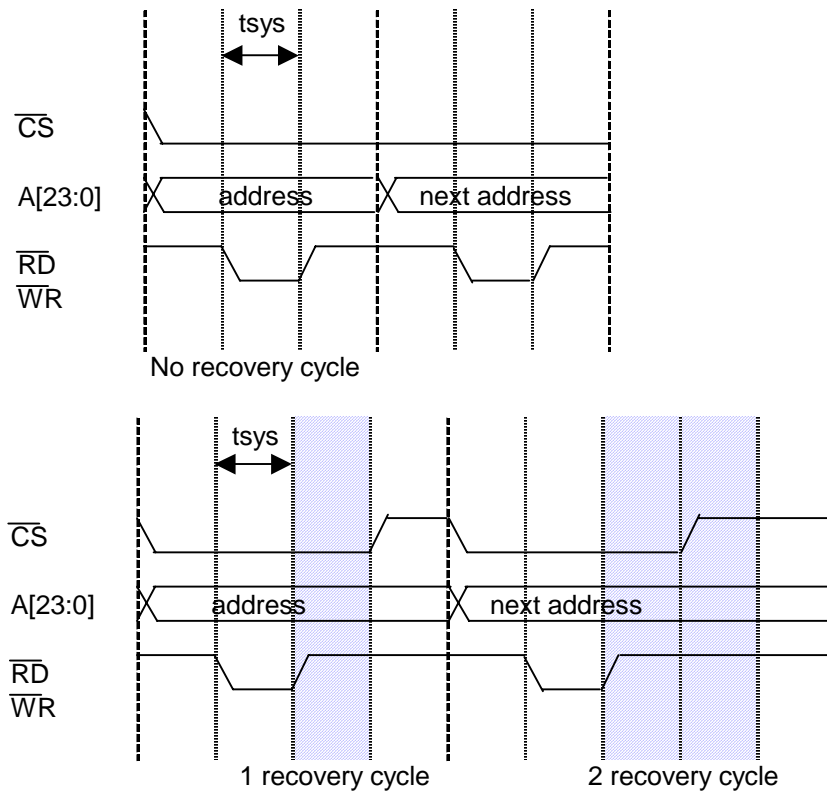 tsys
CS
A[23:0] address next address
RD
WR
No recovery cycle
tsys
CS
A[23:0] address next address
RD
WR
1 recovery cycle 2 recovery cycle